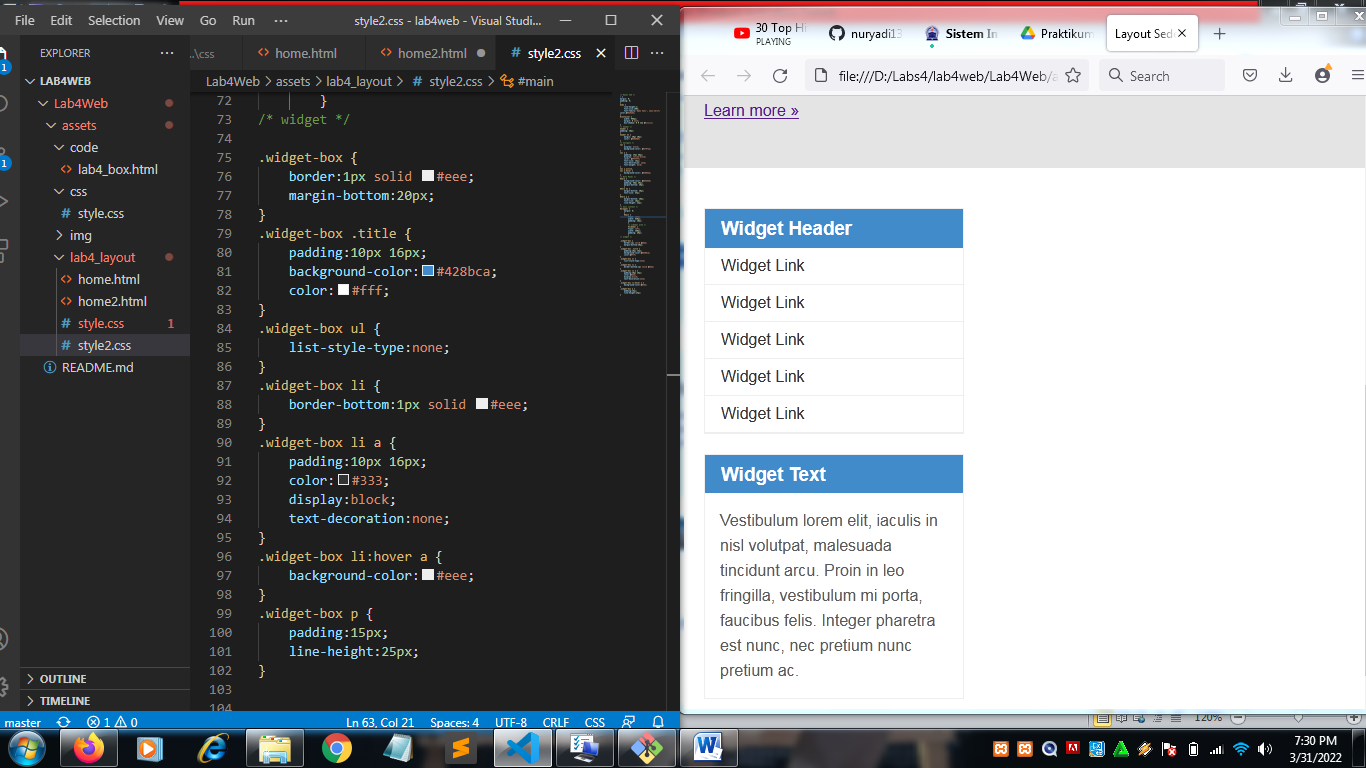 File Edit Selection View Go Run ··· style2.css - lab4web - Visual Studi...
EXPLORER ···
LAB4WEB
Lab4Web
assets
code
lab4_box.html
css
style.css
img
lab4_layout
home.html
home2.html
style.css 1
style2.css
README.md
OUTLINE
TIMELINE
..\css home.html home2.html style2.css ···
Lab4Web > assets > lab4_layout > style2.css > #main
72 }
73 /* widget */
74
75 .widget-box {
76 border:1px solid #eee;
77 margin-bottom:20px;
78 }
79 .widget-box .title {
80 padding:10px 16px;
81 background-color:#428bca;
82 color:#fff;
83 }
84 .widget-box ul {
85 list-style-type:none;
86 }
87 .widget-box li {
88 border-bottom:1px solid #eee;
89 }
90 .widget-box li a {
91 padding:10px 16px;
92 color:#333;
93 display:block;
94 text-decoration:none;
95 }
96 .widget-box li:hover a {
97 background-color:#eee;
98 }
99 .widget-box p {
100 padding:15px;
101 line-height:25px;
102 }
103
104
master 1 0 Ln 63, Col 21 Spaces: 4 UTF-8 CRLF CSS
30 Top Hi
PLAYING
nuryadi13
Sistem In
Praktikum
Layout Sed
file:///D:/Labs4/lab4web/Lab4Web/a
Search
Learn more »
Widget Header
Widget Link
Widget Link
Widget Link
Widget Link
Widget Link
Widget Text
Vestibulum lorem elit, iaculis in
nisl volutpat, malesuada
tincidunt arcu. Proin in leo
fringilla, vestibulum mi porta,
faucibus felis. Integer pharetra
est nunc, nec pretium nunc
pretium ac.
120%
7:30 PM
3/31/2022